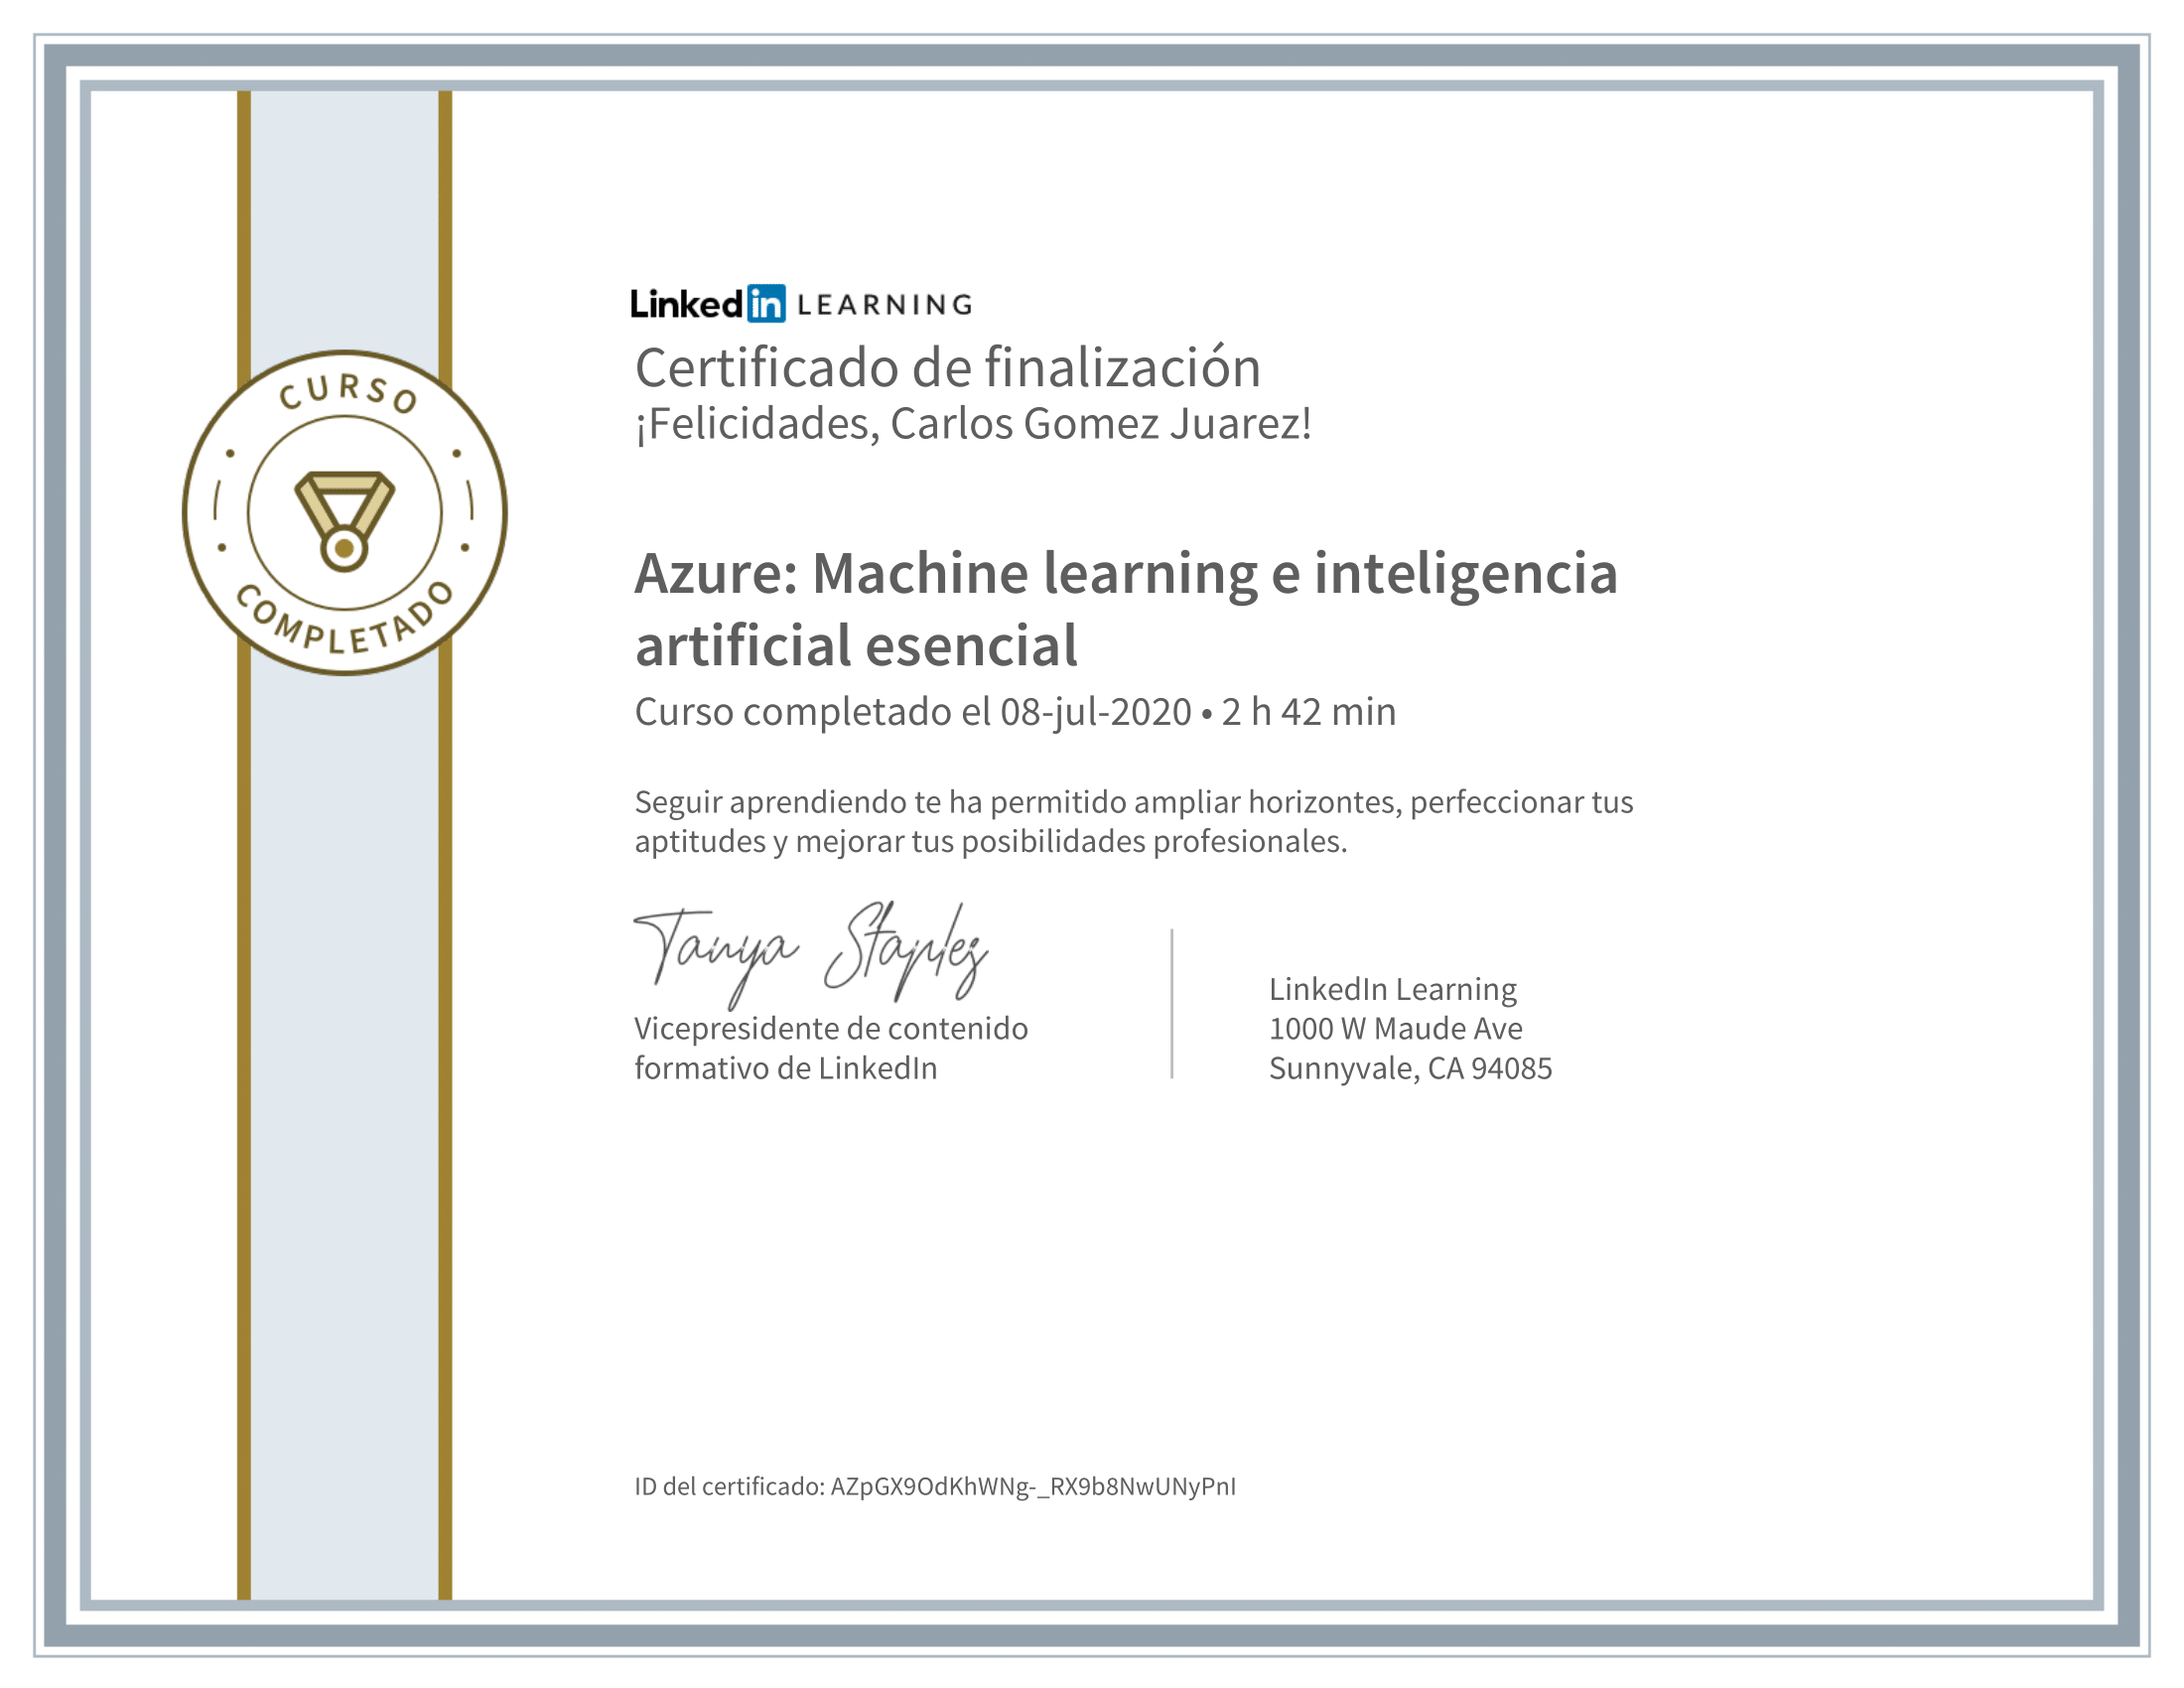 CURSO
COMPLETADO
Linkedin LEARNING
Certificado de finalización
¡Felicidades, Carlos Gomez Juarez!
Azure: Machine learning e inteligencia
artificial esencial
Curso completado el 08-jul-2020 • 2 h 42 min
Seguir aprendiendo te ha permitido ampliar horizontes, perfeccionar tus
aptitudes y mejorar tus posibilidades profesionales.
Tanya Staples
Vicepresidente de contenido
formativo de LinkedIn
LinkedIn Learning
1000 W Maude Ave
Sunnyvale, CA 94085
ID del certificado: AZpGX9OdKhWNg-_RX9b8NwUNyPnI